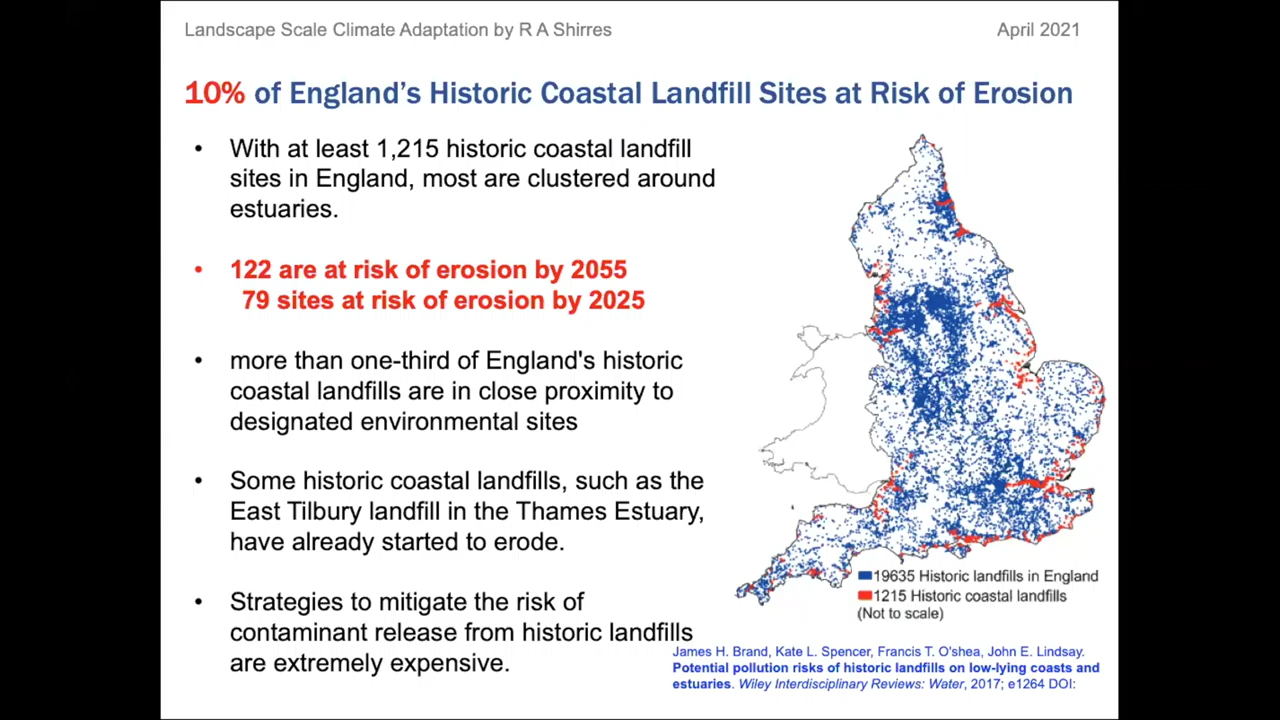 Landscape Scale Climate Adaptation by R A Shirres
April 2021
10% of England's Historic Coastal Landfill Sites at Risk of Erosion
• With at least 1,215 historic coastal landfill
sites in England, most are clustered around
estuaries.
• 122 are at risk of erosion by 2055
79 sites at risk of erosion by 2025
• more than one-third of England's historic
coastal landfills are in close proximity to
designated environmental sites
• Some historic coastal landfills, such as the
East Tilbury landfill in the Thames Estuary,
have already started to erode.
• Strategies to mitigate the risk of
contaminant release from historic landfills
are extremely expensive.
19635 Historic landfills in England
1215 Historic coastal landfills
(Not to scale)
James H. Brand, Kate L. Spencer, Francis T. O'shea, John E. Lindsay.
Potential pollution risks of historic landfills on low-lying coasts and
estuaries. Wiley Interdisciplinary Reviews: Water, 2017; e1264 DOI: